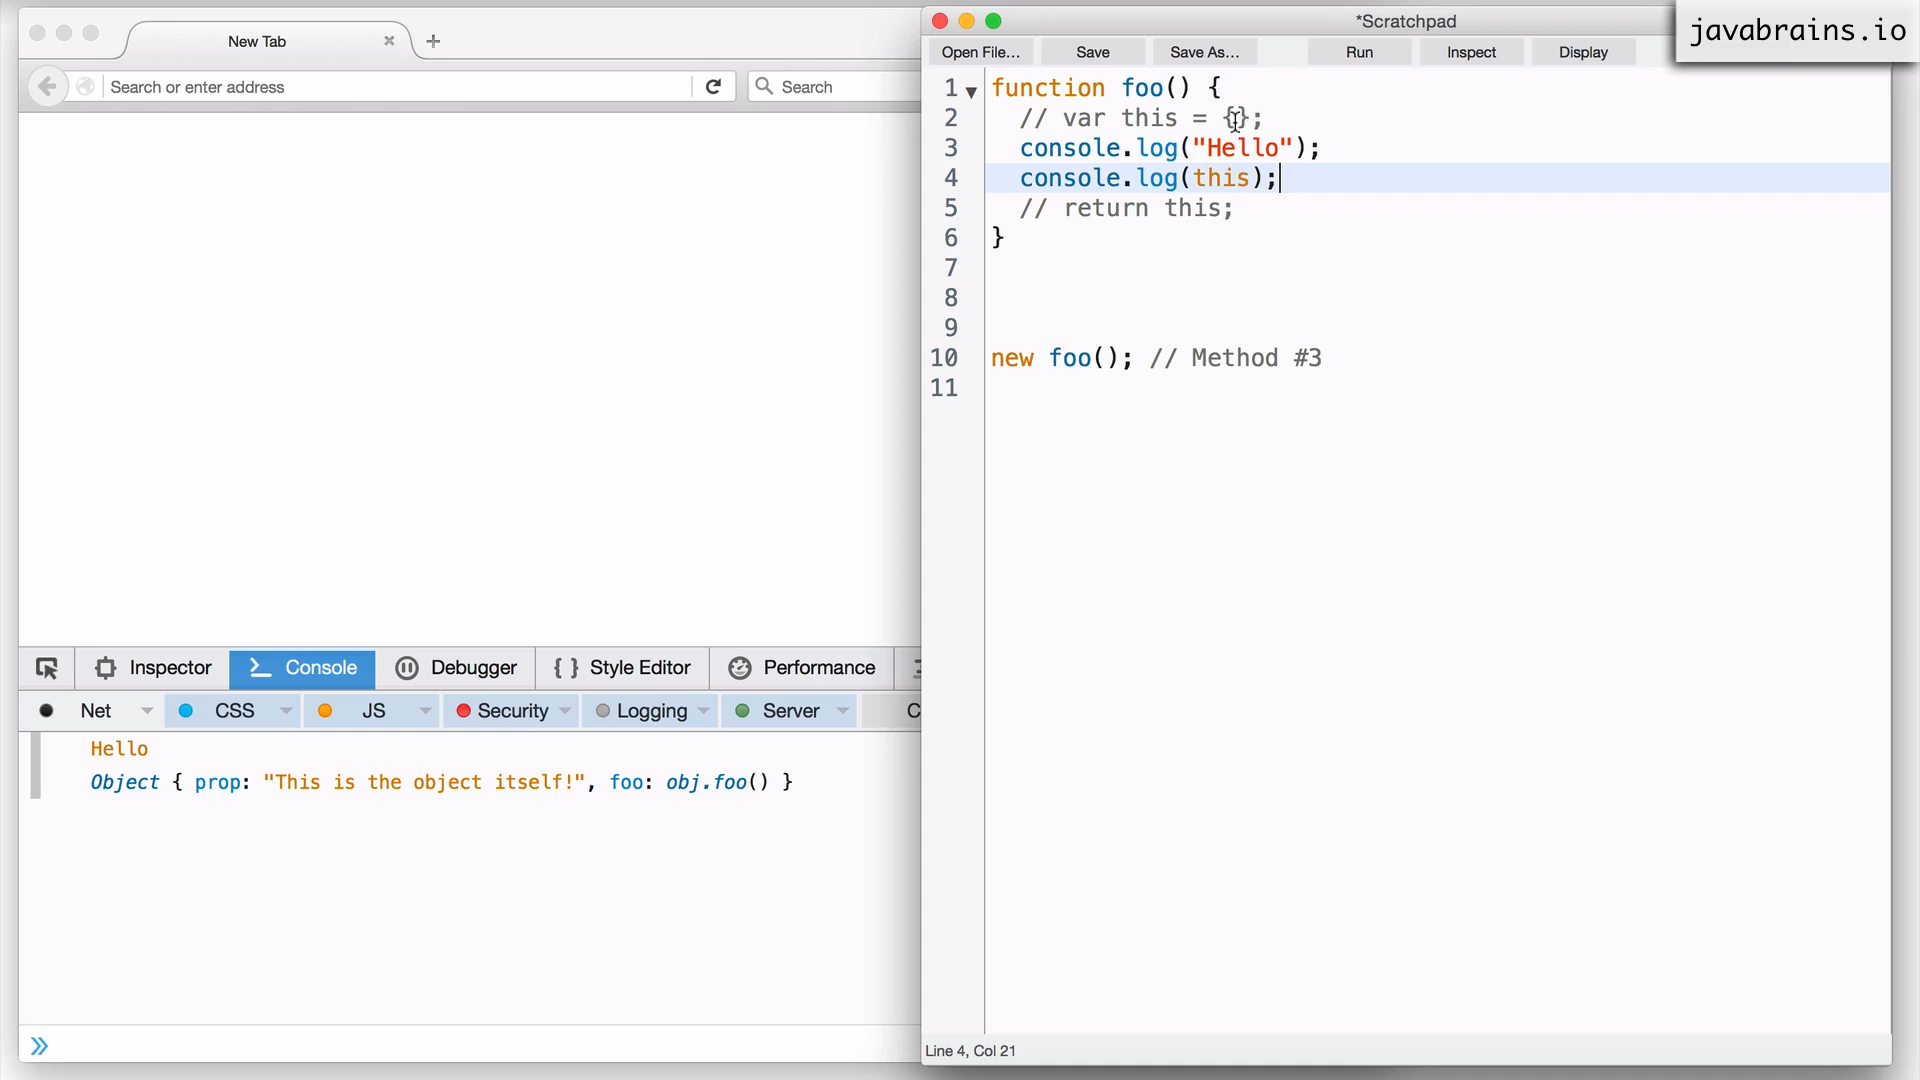 New Tab
Search or enter address
Search
Inspector
Console
Debugger
{ } Style Editor
Performance
Net
CSS
JS
Security
Logging
Server
C
Hello
Object { prop: "This is the object itself!", foo: obj.foo() }
*Scratchpad
javabrains.io
Open File...
Save
Save As...
Run
Inspect
Display
1 function foo() {
2 // var this = {};
3 console.log("Hello");
4 console.log(this);
5 // return this;
6 }
7
8
9
10 new foo(); // Method #3
11
Line 4, Col 21